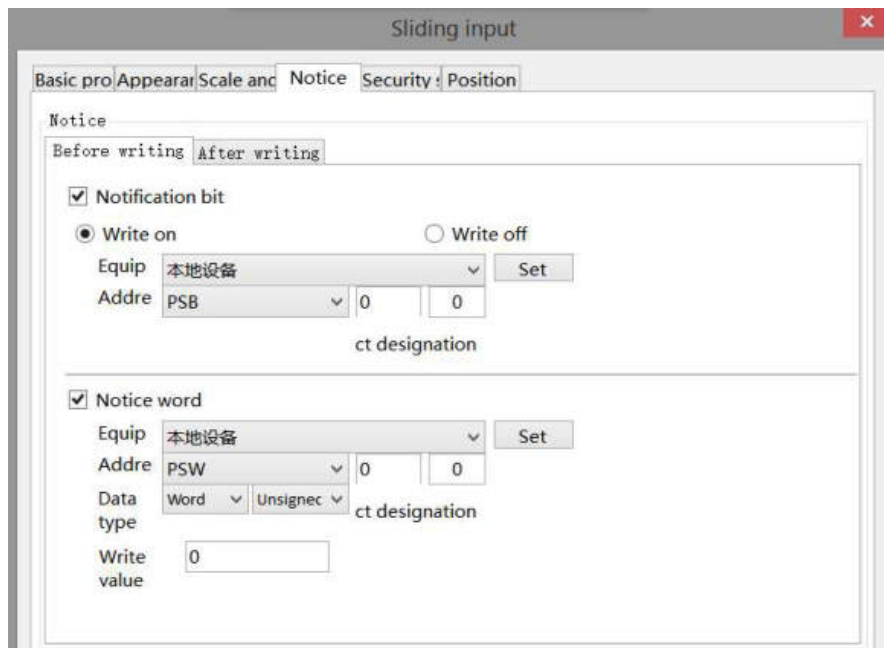 Sliding input
Basic pro Appearar Scale and Notice Security s Position
Notice
Before writing After writing
Notification bit
Write on Write off
Equip 本地设备 Set
Addre PSB 0 0
ct designation
Notice word
Equip 本地设备 Set
Addre PSW 0 0
Data type Word Unsignec ct designation
Write value 0